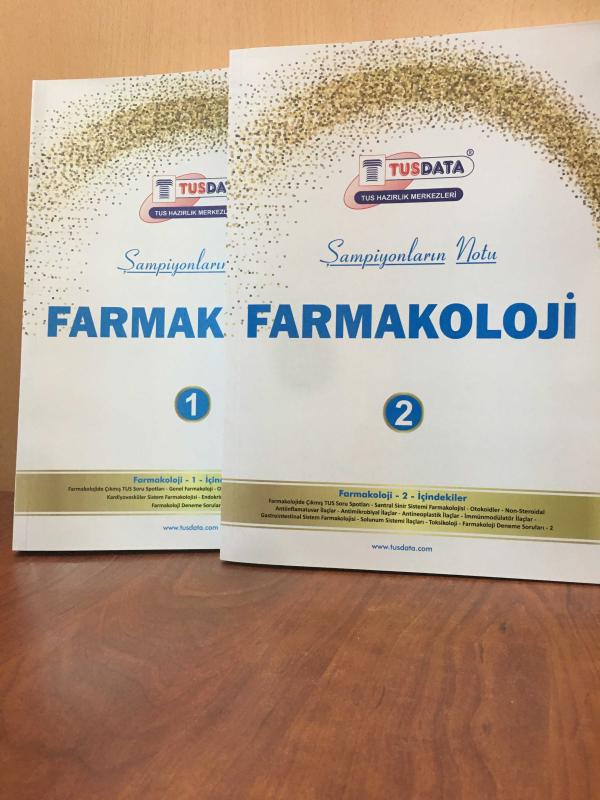 TUSDATA
TUS HAZIRLIK MERKEZL
Şampiyonların
FARMAK
1
Farmakoloji - 1 - İçin
Farmakolojide Çıkmış TUS Soru Spotları - Genel Farmakoloji - O
Kardiyovasküler Sistem Farmakolojisi - Endokri
Farmakoloji Deneme Sorular
www.tusdata.com
TUSDATA®
TUS HAZIRLIK MERKEZLERİ
Şampiyonların Notu
FARMAKOLOJİ
2
Farmakoloji - 2 - İçindekiler
Farmakolojide Çıkmış TUS Soru Spotları - Santral Sinir Sistemi Farmakolojisi - Otokoidler - Non-Steroidal
Antiinflamatuvar İlaçlar - Antimikrobiyal İlaçlar - Antineoplastik İlaçlar - İmmünmodülatör İlaçlar -
Gastrointestinal Sistem Farmakolojisi - Solunum Sistemi İlaçları - Toksikoloji - Farmakoloji Deneme Soruları - 2
www.tusdata.com